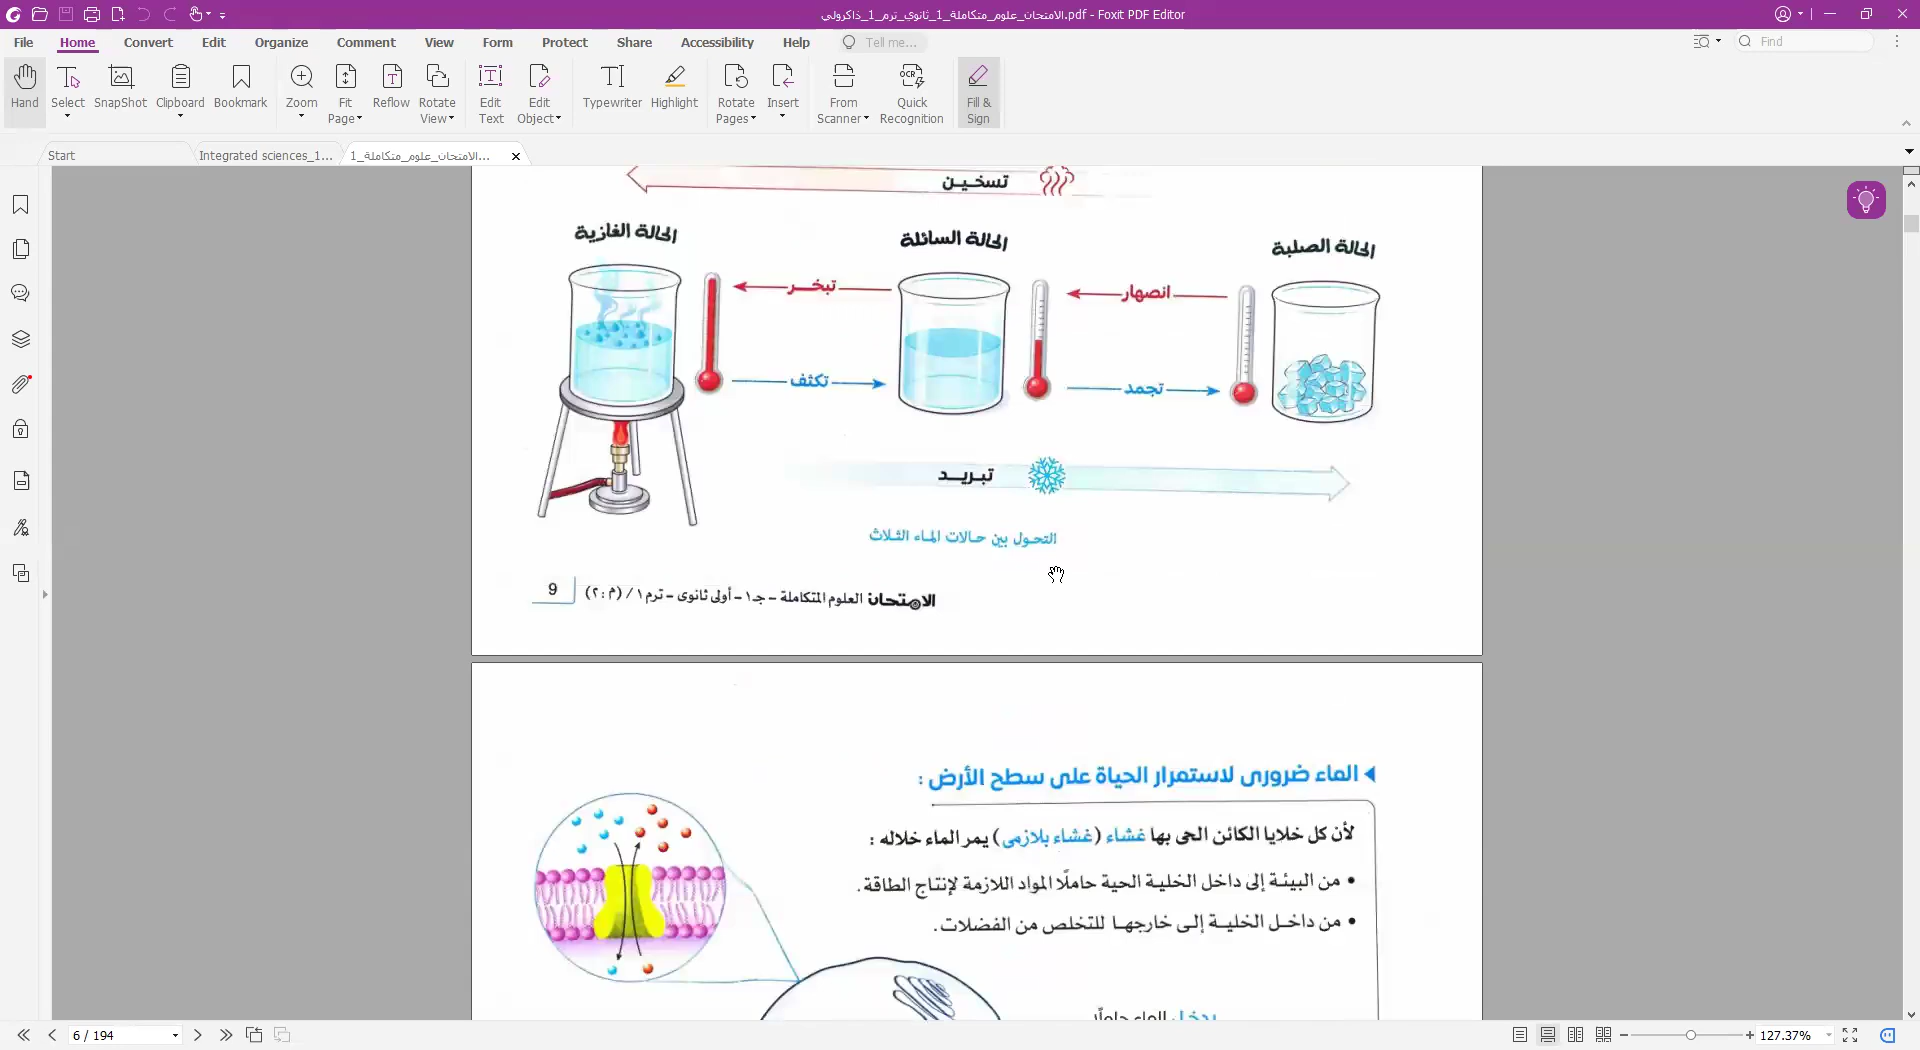 الامتحان_علوم_متكاملة_1_ثانوي_ترم_1_ذاكرولي.pdf - Foxit PDF Editor
File Home Convert Edit Organize Comment View Form Protect Share Accessibility Help Tell me... Find
Hand Select SnapShot Clipboard Bookmark Zoom Fit Page Reflow Rotate View Edit Text Edit Object Typewriter Highlight Rotate Pages Insert From Scanner Quick Recognition Fill & Sign
Start Integrated sciences_1... الامتحان_علوم_متكاملة_1...
تسخين
الحالة الصلبة الحالة السائلة الحالة الغازية
انصهار تبخر
تجمد تكثف
تبريد
التحول بين حالات الماء الثلاث
الامتحان العلوم المتكاملة - جـ١ - أولى ثانوى - ترم ١ / (م : ٢) 9
الماء ضرورى لاستمرار الحياة على سطح الأرض :
لأن كل خلايا الكائن الحى بها غشاء (غشاء بلازمى) يمر الماء خلاله :
• من البيئة إلى داخل الخلية الحية حاملًا المواد اللازمة لإنتاج الطاقة.
• من داخل الخلية إلى خارجها للتخلص من الفضلات.
يدخل الماء حاملًا
6 / 194 127.37%